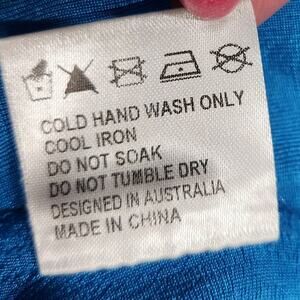 COLD HAND WASH ONLY
COOL IRON
DO NOT SOAK
DO NOT TUMBLE DRY
DESIGNED IN AUSTRALIA
MADE IN CHINA